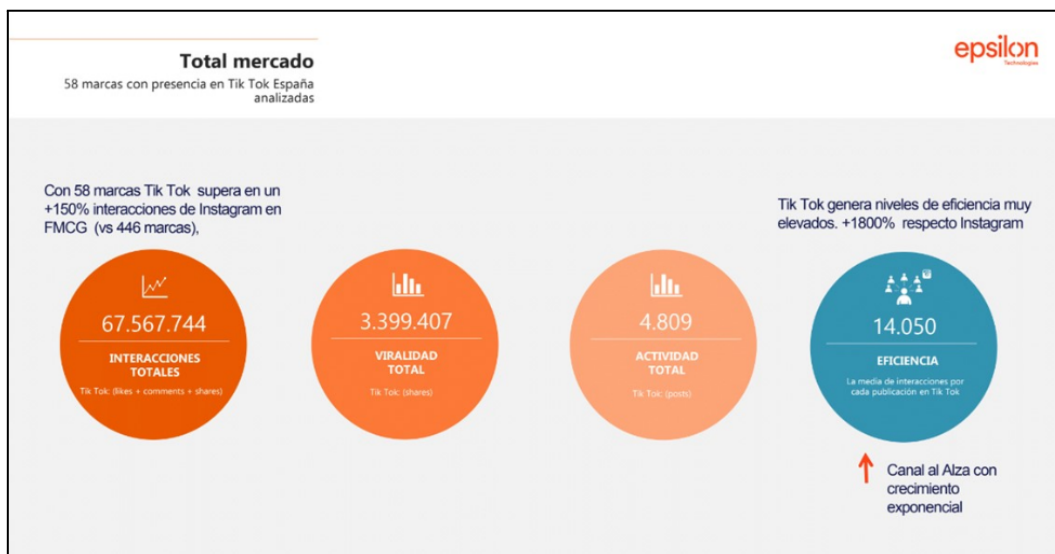 Total mercado
58 marcas con presencia en Tik Tok España
analizadas
epsilon
Technologies
Con 58 marcas Tik Tok supera en un
+150% interacciones de Instagram en
FMCG (vs 446 marcas),
Tik Tok genera niveles de eficiencia muy
elevados. +1800% respecto Instagram
67.567.744
INTERACCIONES
TOTALES
Tik Tok: (likes + comments + shares)
3.399.407
VIRALIDAD
TOTAL
Tik Tok: (shares)
4.809
ACTIVIDAD
TOTAL
Tik Tok: (posts)
14.050
EFICIENCIA
La media de interacciones por
cada publicación en Tik Tok
Canal al Alza con
crecimiento
exponencial